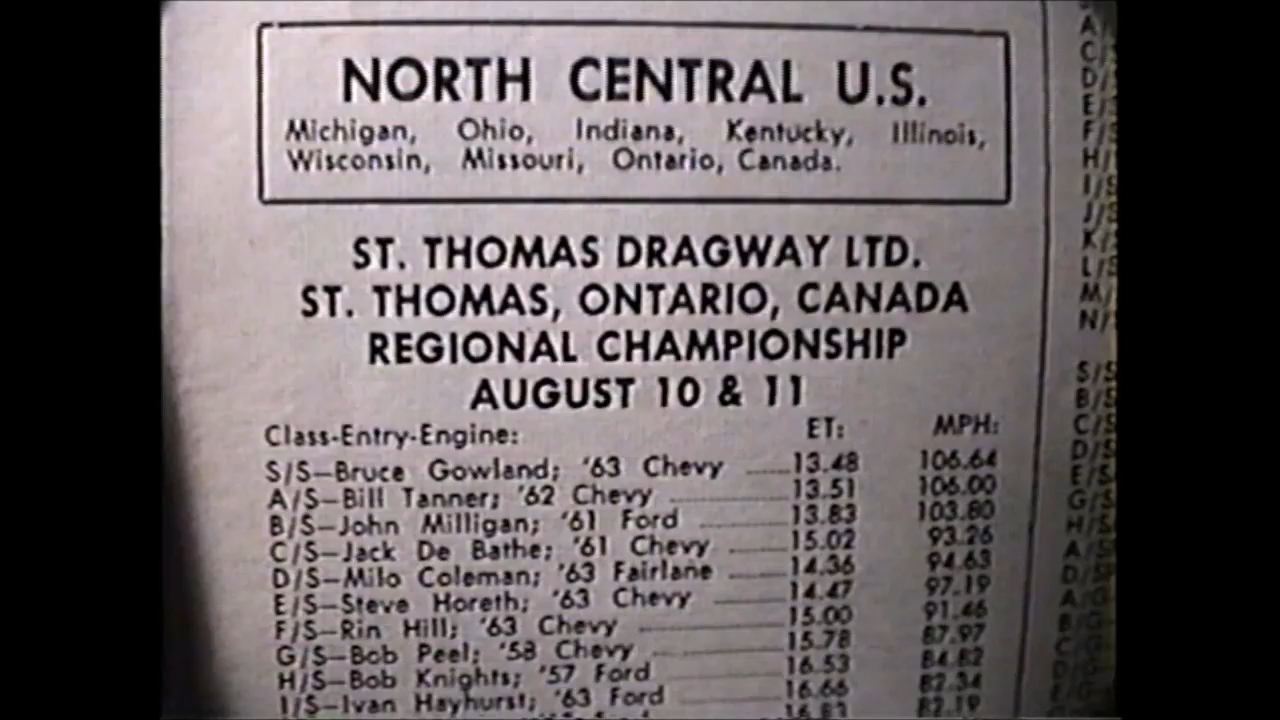 NORTH CENTRAL U.S.
Michigan, Ohio, Indiana, Kentucky, Illinois,
Wisconsin, Missouri, Ontario, Canada.
ST. THOMAS DRAGWAY LTD.
ST. THOMAS, ONTARIO, CANADA
REGIONAL CHAMPIONSHIP
AUGUST 10 & 11
Class-Entry-Engine: ET: MPH:
S/S—Bruce Gowland; '63 Chevy 13.48 106.64
A/S—Bill Tanner; '62 Chevy 13.51 106.00
B/S—John Milligan; '61 Ford 13.83 103.80
C/S—Jack De Bathe; '61 Chevy 15.02 93.26
D/S—Milo Coleman; '63 Fairlane 14.36 94.63
E/S—Steve Horeth; '63 Chevy 14.47 97.19
F/S—Rin Hill; '63 Chevy 15.00 91.46
G/S—Bob Peel; '58 Chevy 15.78 87.97
H/S—Bob Knights; '57 Ford 16.53 84.82
I/S—Ivan Hayhurst; '63 Ford 16.66 82.34
82.19